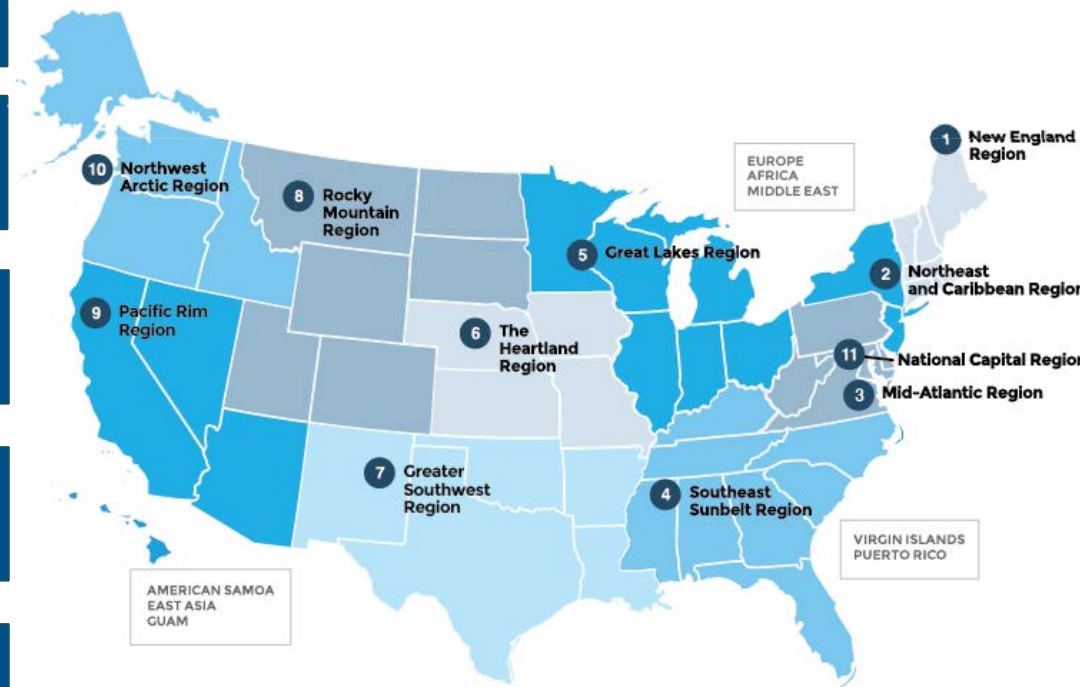 1
New England
Region
EUROPE
AFRICA
MIDDLE EAST
10
Northwest
Arctic Region
8
Rocky
Mountain
Region
5
Great Lakes Region
2
Northeast
and Caribbean Region
9
Pacific Rim
Region
6
The
Heartland
Region
11
National Capital Region
3
Mid-Atlantic Region
7
Greater
Southwest
Region
4
Southeast
Sunbelt Region
VIRGIN ISLANDS
PUERTO RICO
AMERICAN SAMOA
EAST ASIA
GUAM